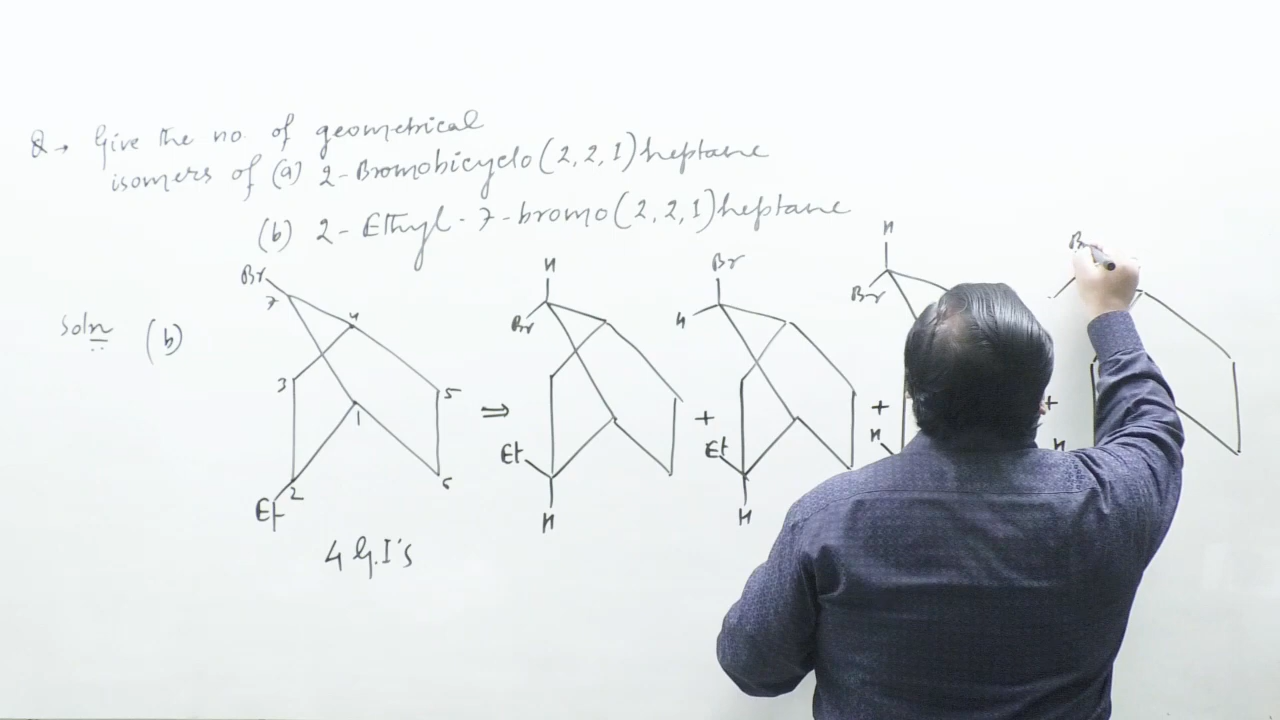 Q → Give the no. of geometrical
isomers of (a) 2-Bromobicyclo(2,2,1)heptane
(b) 2-Ethyl-7-bromo(2,2,1)heptane
Soln (b)
Br
7
4
3
5
1
2
6
Et
4 G.I's
⇒
H
Br
Et
H
+
Br
H
Et
H
+
H
Br
H
+
Br
H